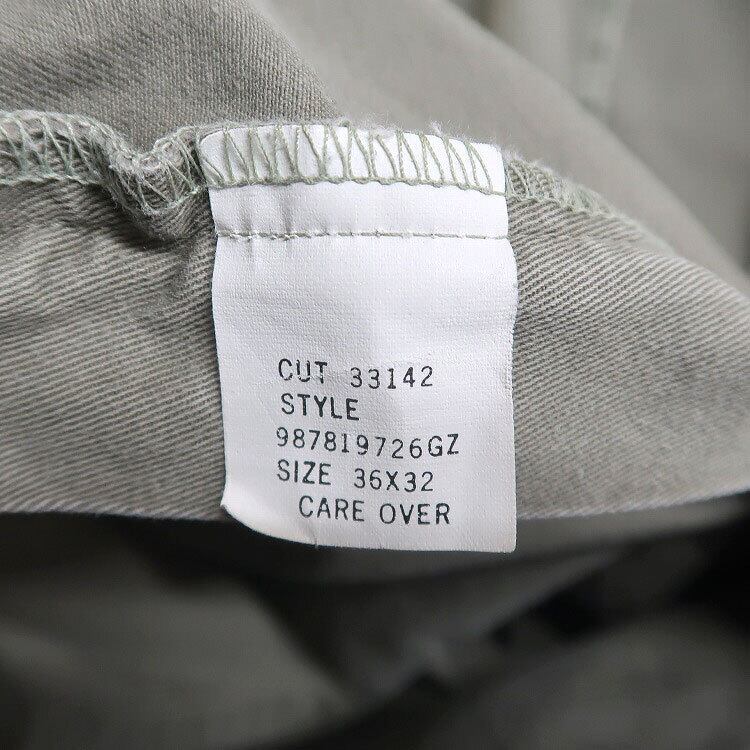 CUT 33142
STYLE
987819726GZ
SIZE 36X32
CARE OVER